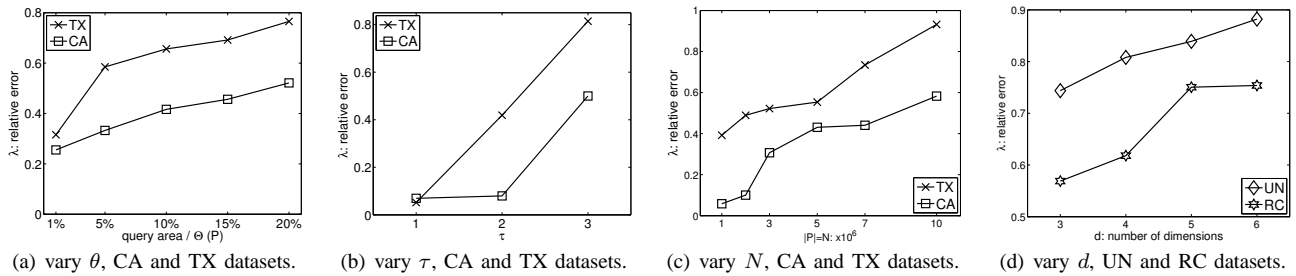 0.8
0.6
0.4
0.2
0
λ: relative error
TX
CA
1%
5%
10%
15%
20%
query area / Θ (P)
(a) vary θ, CA and TX datasets.
0.8
0.6
0.4
0.2
0
λ: relative error
TX
CA
1
2
3
τ
(b) vary τ, CA and TX datasets.
1
0.8
0.6
0.4
0.2
0
λ: relative error
TX
CA
1
3
5
7
10
|P|=N: x10⁶
(c) vary N, CA and TX datasets.
0.9
0.8
0.7
0.6
0.5
λ: relative error
UN
RC
3
4
5
6
d: number of dimensions
(d) vary d, UN and RC datasets.